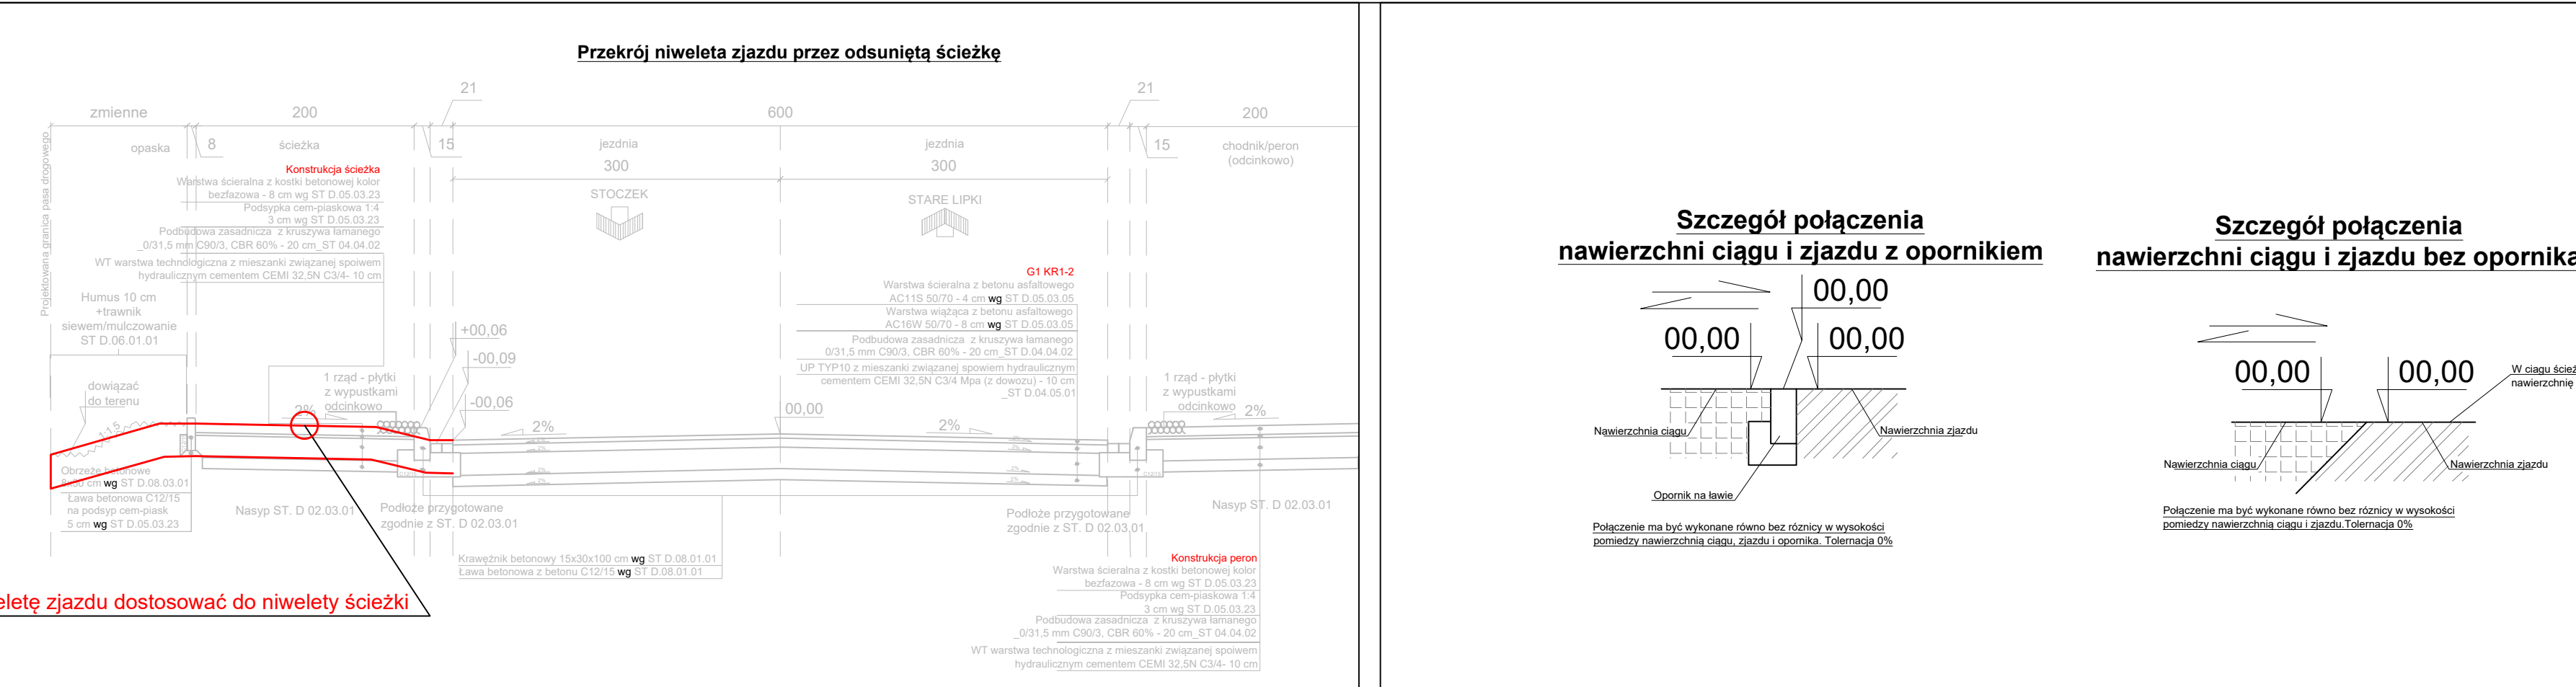 Przekrój niweleta zjazdu przez odsuniętą ścieżkę
21
21
zmienne
200
600
200
opaska
8
ścieżka
15
jezdnia
jezdnia
15
chodnik/peron
(odcinkowo)
300
300
Projektowana granica pasa drogowego
Konstrukcja ścieżka
Warstwa ścieralna z kostki betonowej kolor
bezfazowa - 8 cm wg ST D.05.03.23
Podsypka cem-piaskowa 1:4
3 cm wg ST D.05.03.23
Podbudowa zasadnicza z kruszywa łamanego
_0/31,5 mm C90/3, CBR 60% - 20 cm_ST 04.04.02
WT warstwa technologiczna z mieszanki związanej spoiwem
hydraulicznym cementem CEMI 32,5N C3/4- 10 cm
STOCZEK
STARE LIPKI
Humus 10 cm
+trawnik
siewem/mulczowanie
ST D.06.01.01
G1 KR1-2
Warstwa ścieralna z betonu asfaltowego
AC11S 50/70 - 4 cm wg ST D.05.03.05
Warstwa wiążąca z betonu asfaltowego
AC16W 50/70 - 8 cm wg ST D.05.03.05
Podbudowa zasadnicza z kruszywa łamanego
0/31,5 mm C90/3, CBR 60% - 20 cm_ST D.04.04.02
UP TYP10 z mieszanki związanej spowiem hydraulicznym
cementem CEMI 32,5N C3/4 Mpa (z dowozu) - 10 cm
_ST D.04.05.01
+00,06
-00,09
-00,06
dowiązać
do terenu
1:1,5
1 rząd - płytki
z wypustkami
odcinkowo
2%
2%
00,00
2%
1 rząd - płytki
z wypustkami
odcinkowo
2%
2%
2%
2%
2%
2%
2%
C12/15
Obrzeże betonowe
8x30 cm wg ST D.08.03.01
Ława betonowa C12/15
na podsyp cem-piask
5 cm wg ST D.05.03.23
Nasyp ST. D 02.03.01
Podłoże przygotowane
zgodnie z ST. D 02.03.01
Podłoże przygotowane
zgodnie z ST. D 02.03.01
Nasyp ST. D 02.03.01
Krawężnik betonowy 15x30x100 cm wg ST D.08.01.01
Ława betonowa z betonu C12/15 wg ST D.08.01.01
Konstrukcja peron
Warstwa ścieralna z kostki betonowej kolor
bezfazowa - 8 cm wg ST D.05.03.23
Podsypka cem-piaskowa 1:4
3 cm wg ST D.05.03.23
Podbudowa zasadnicza z kruszywa łamanego
_0/31,5 mm C90/3, CBR 60% - 20 cm_ST 04.04.02
WT warstwa technologiczna z mieszanki związanej spoiwem
hydraulicznym cementem CEMI 32,5N C3/4- 10 cm
eletę zjazdu dostosować do niwelety ścieżki
Szczegół połączenia
nawierzchni ciągu i zjazdu z opornikiem
00,00
00,00
00,00
Nawierzchnia ciągu
Nawierzchnia zjazdu
Opornik na ławie
Połączenie ma być wykonane równo bez róznicy w wysokości
pomiedzy nawierzchnią ciągu, zjazdu i opornika. Tolernacja 0%
Szczegół połączenia
nawierzchni ciągu i zjazdu bez opornika
00,00
00,00
W ciagu ścież
nawierzchnię
Nawierzchnia ciągu
Nawierzchnia zjazdu
Połączenie ma być wykonane równo bez róznicy w wysokości
pomiedzy nawierzchnią ciągu i zjazdu.Tolernacja 0%